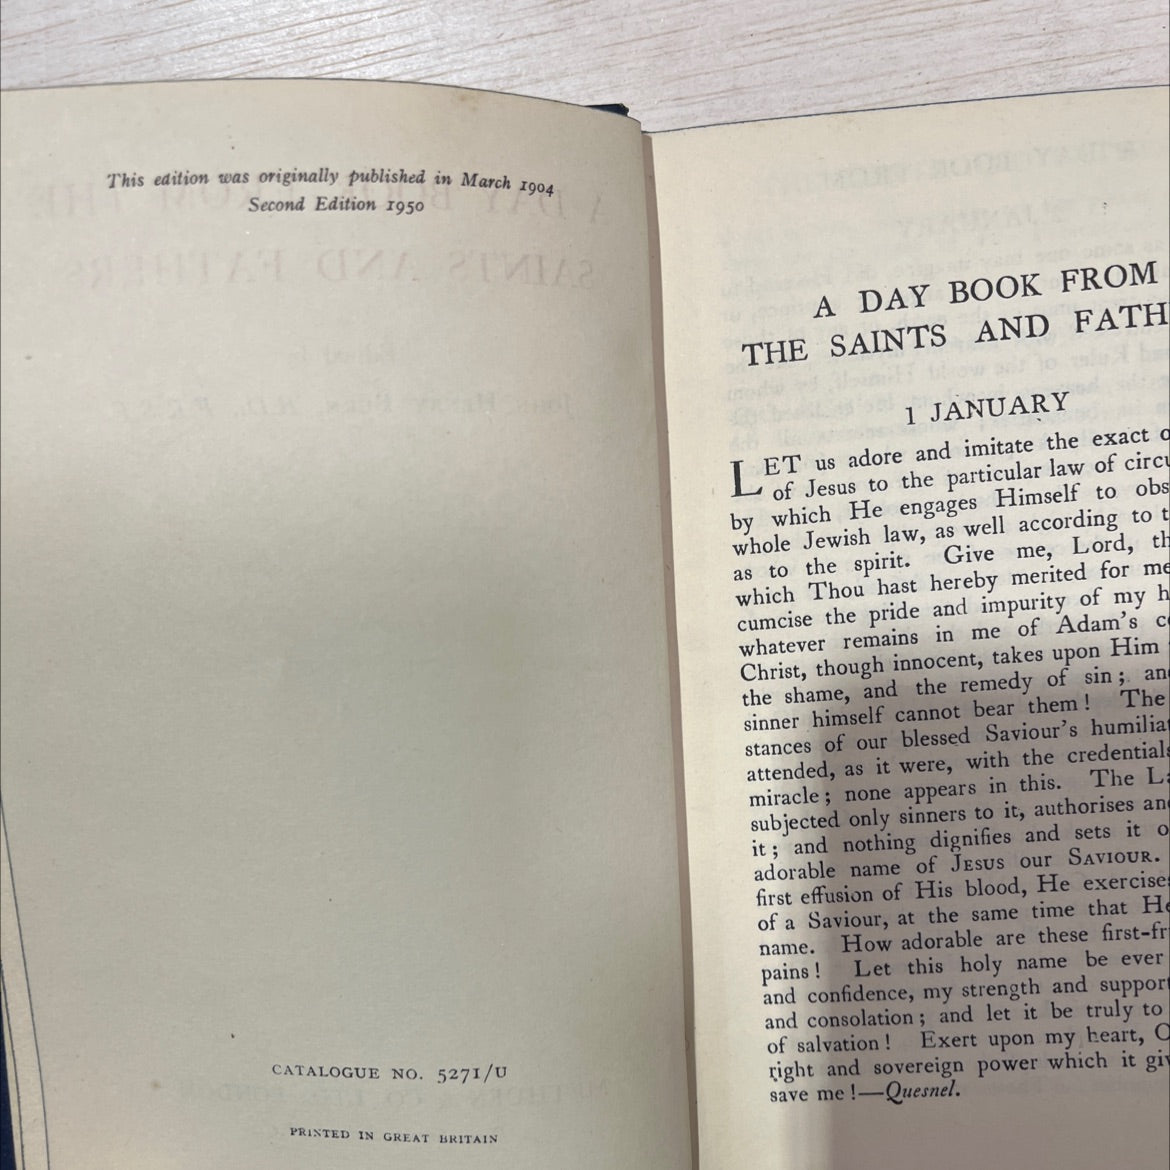 This edition was originally published in March 1904
Second Edition 1950
CATALOGUE NO. 5271/U
PRINTED IN GREAT BRITAIN
A DAY BOOK FROM
THE SAINTS AND FATH
1 JANUARY
LET us adore and imitate the exact
of Jesus to the particular law of circu
by which He engages Himself to obs
whole Jewish law, as well according to t
as to the spirit. Give me, Lord, th
which Thou hast hereby merited for me
cumcise the pride and impurity of my h
whatever remains in me of Adam's c
Christ, though innocent, takes upon Him
the shame, and the remedy of sin; an
sinner himself cannot bear them! The
stances of our blessed Saviour's humilia
attended, as it were, with the credentials
miracle; none appears in this. The La
subjected only sinners to it, authorises an
it; and nothing dignifies and sets it o
adorable name of JESUS our SAVIOUR.
first effusion of His blood, He exercise
of a Saviour, at the same time that He
name. How adorable are these first-fr
pains! Let this holy name be ever
and confidence, my strength and support
and consolation; and let it be truly to
of salvation! Exert upon my heart, O
right and sovereign power which it giv
save me!—Quesnel.